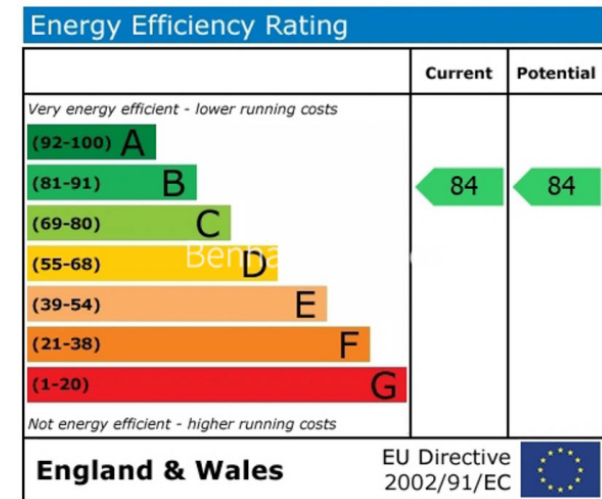 Energy Efficiency Rating
Current Potential
Very energy efficient - lower running costs
(92-100) A
(81-91) B 84 84
(69-80) C
(55-68) D
(39-54) E
(21-38) F
(1-20) G
Not energy efficient - higher running costs
England & Wales
EU Directive
2002/91/EC